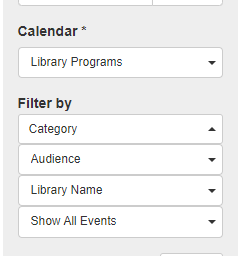 Calendar *
Library Programs
Filter by
Category
Audience
Library Name
Show All Events